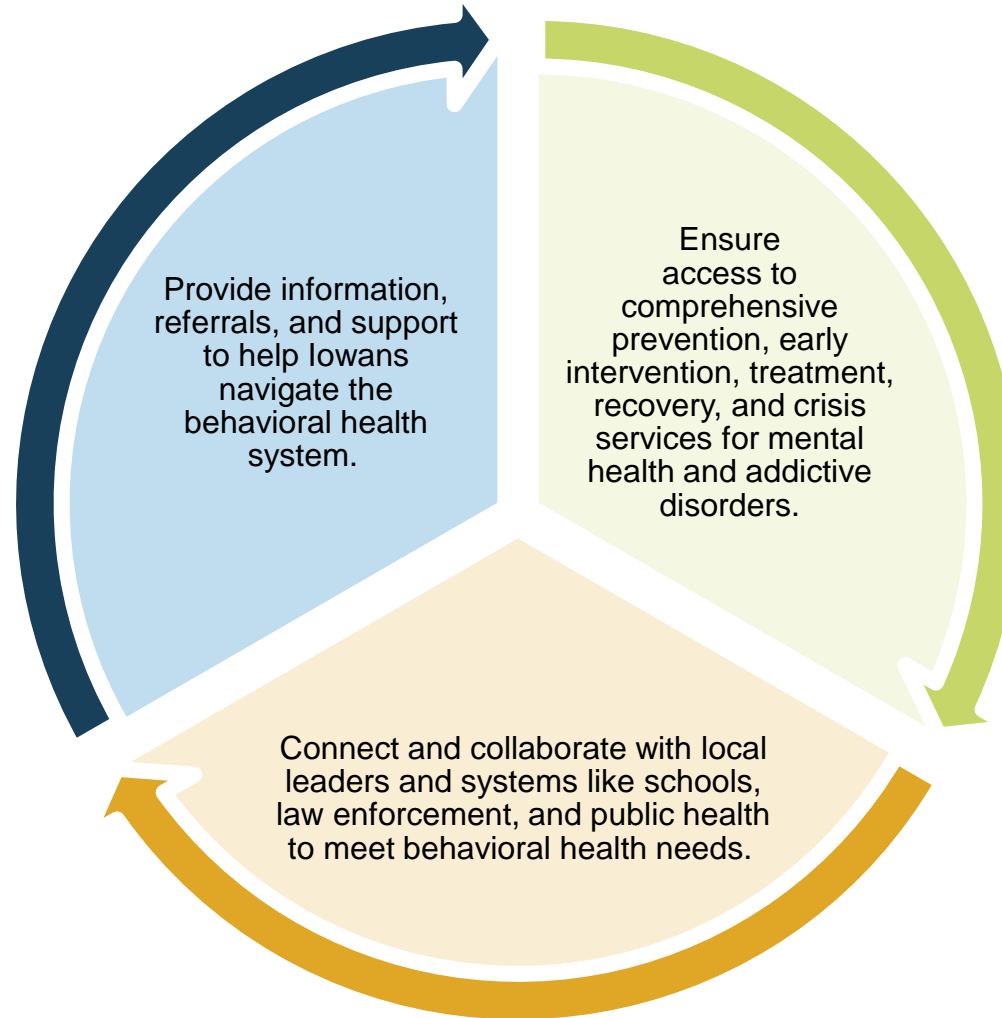 Provide information,
referrals, and support
to help Iowans
navigate the
behavioral health
system.
Ensure
access to
comprehensive
prevention, early
intervention, treatment,
recovery, and crisis
services for mental
health and addictive
disorders.
Connect and collaborate with local
leaders and systems like schools,
law enforcement, and public health
to meet behavioral health needs.